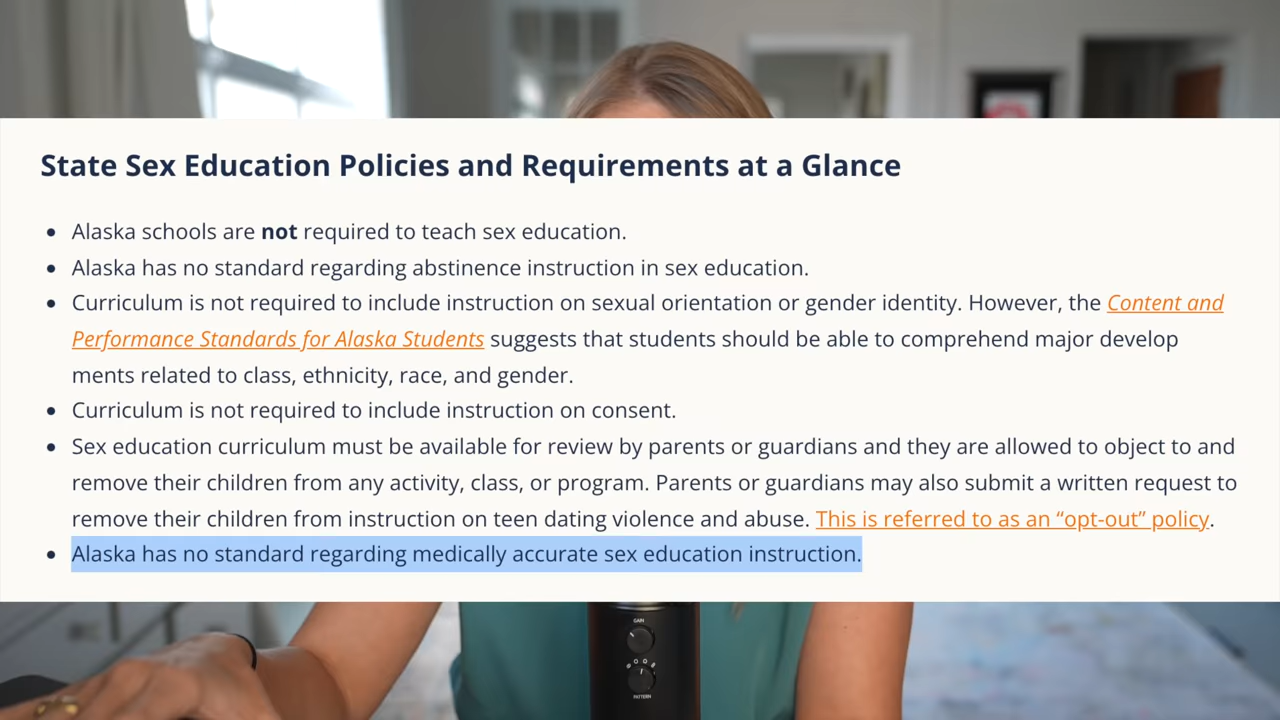 State Sex Education Policies and Requirements at a Glance
• Alaska schools are not required to teach sex education.
• Alaska has no standard regarding abstinence instruction in sex education.
• Curriculum is not required to include instruction on sexual orientation or gender identity. However, the Content and
Performance Standards for Alaska Students suggests that students should be able to comprehend major develop
ments related to class, ethnicity, race, and gender.
• Curriculum is not required to include instruction on consent.
• Sex education curriculum must be available for review by parents or guardians and they are allowed to object to and
remove their children from any activity, class, or program. Parents or guardians may also submit a written request to
remove their children from instruction on teen dating violence and abuse. This is referred to as an “opt-out” policy.
• Alaska has no standard regarding medically accurate sex education instruction.
GAIN
PATTERN